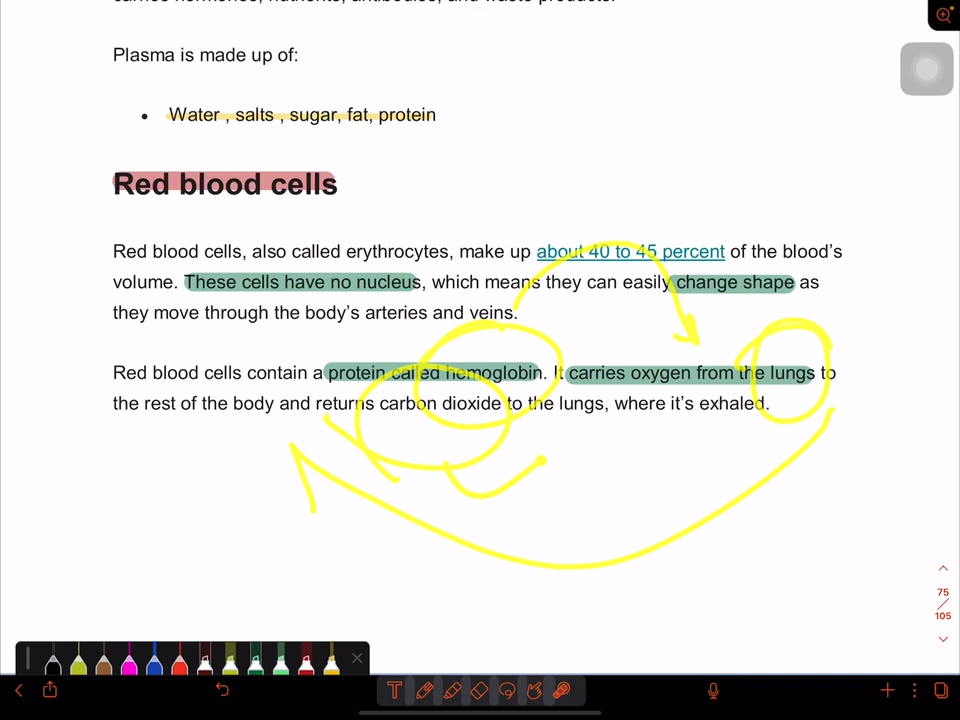 Plasma is made up of:
• Water , salts , sugar, fat, protein
Red blood cells
Red blood cells, also called erythrocytes, make up about 40 to 45 percent of the blood’s
volume. These cells have no nucleus, which means they can easily change shape as
they move through the body’s arteries and veins.
Red blood cells contain a protein called hemoglobin. It carries oxygen from the lungs to
the rest of the body and returns carbon dioxide to the lungs, where it’s exhaled.
75
105